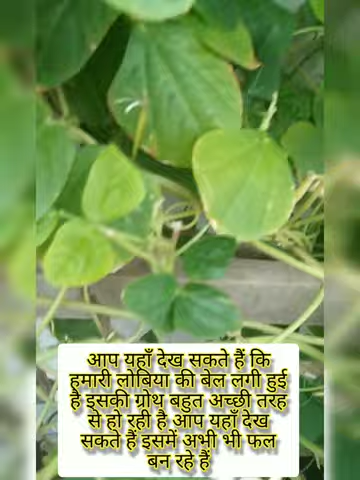 आप यहाँ देख सकते हैं कि
हमारी लोबिया की बेल लगी हुई
है इसकी ग्रोथ बहुत अच्छी तरह
से हो रही है आप यहाँ देख
सकते हैं इसमें अभी भी फल
बन रहे हैं